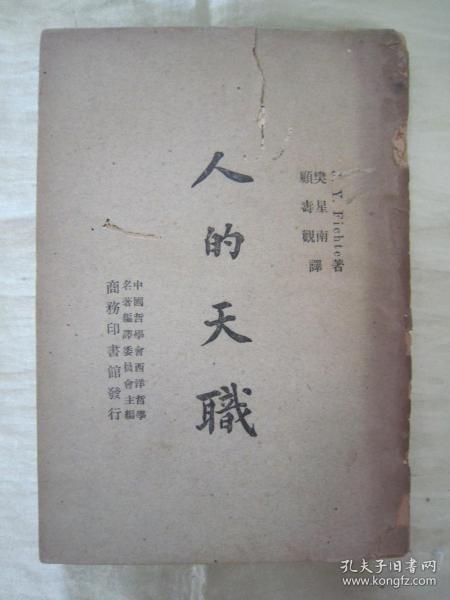 Y. Fichte著
樊星南
顧壽觀
譯
人的天職
中國哲學會西洋哲學
名著編譯委員會主編
商務印書館發行
孔夫子旧书网
www.kongfz.com